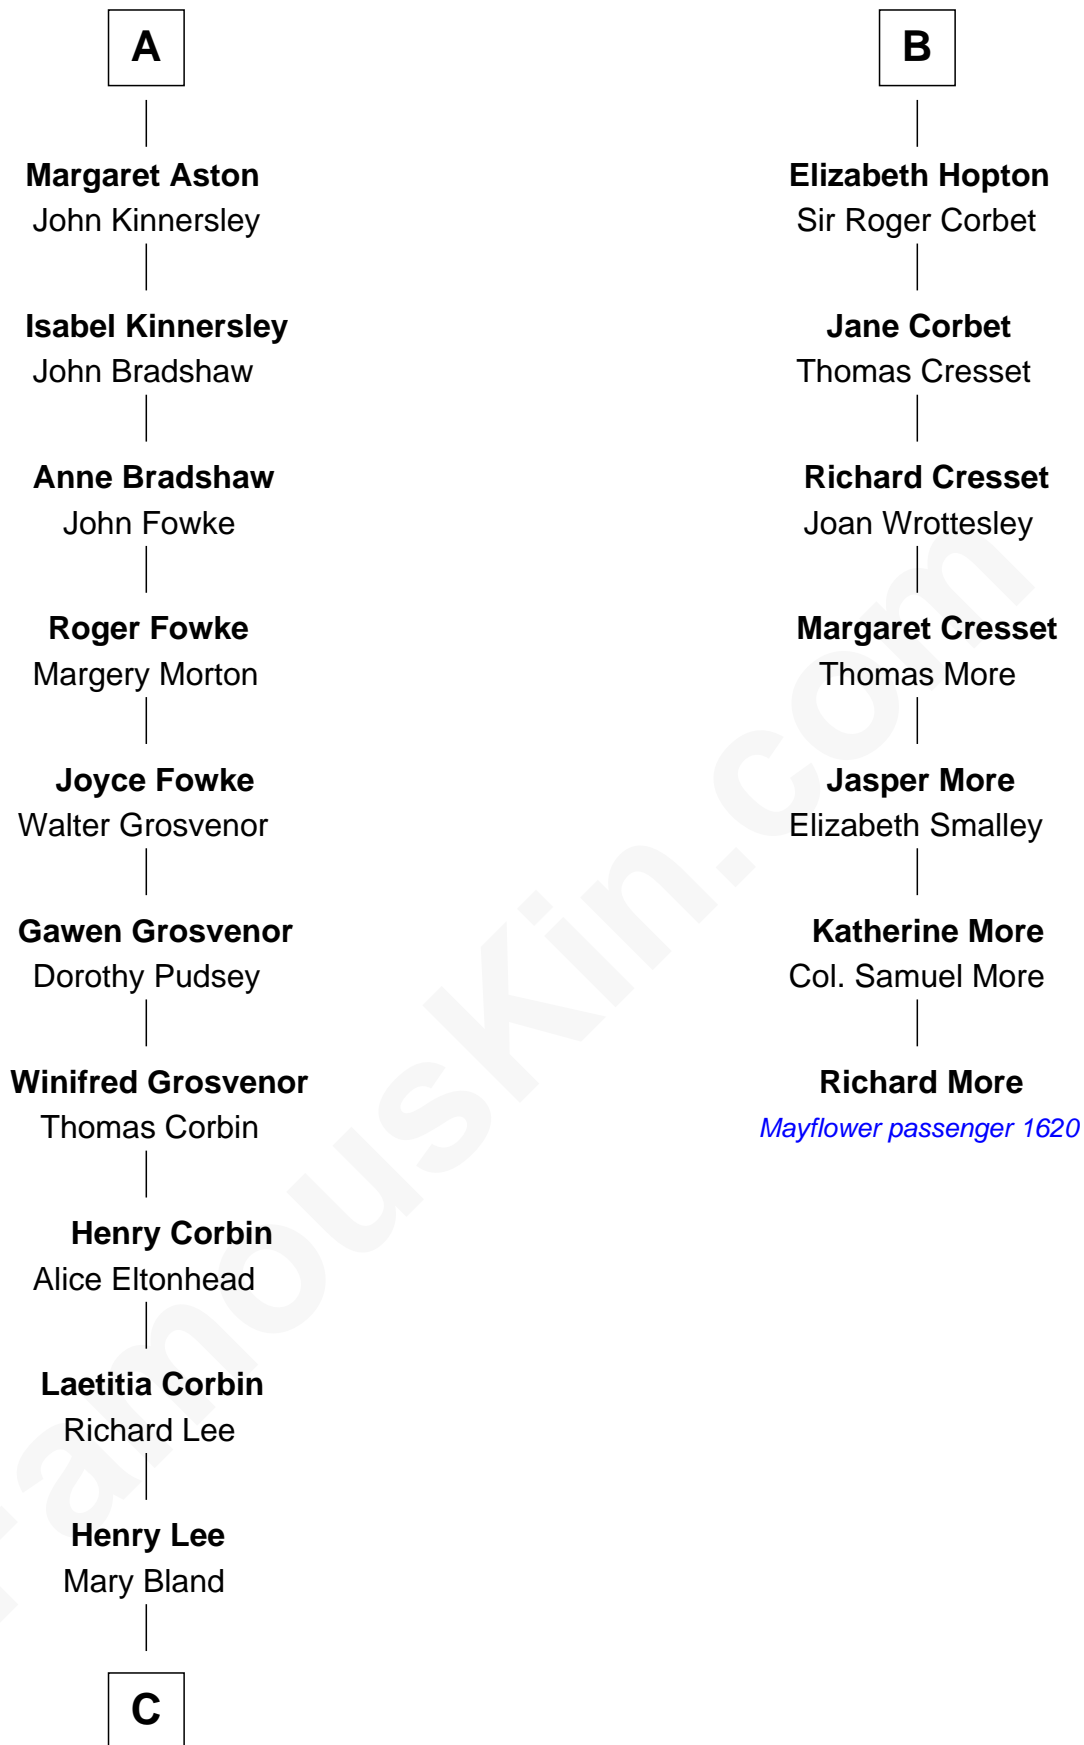 A
Margaret Aston
John Kinnersley
Isabel Kinnersley
John Bradshaw
Anne Bradshaw
John Fowke
Roger Fowke
Margery Morton
Joyce Fowke
Walter Grosvenor
Gawen Grosvenor
Dorothy Pudsey
Winifred Grosvenor
Thomas Corbin
Henry Corbin
Alice Eltonhead
Laetitia Corbin
Richard Lee
Henry Lee
Mary Bland
C
B
Elizabeth Hopton
Sir Roger Corbet
Jane Corbet
Thomas Cresset
Richard Cresset
Joan Wrottesley
Margaret Cresset
Thomas More
Jasper More
Elizabeth Smalley
Katherine More
Col. Samuel More
Richard More
Mayflower passenger 1620
FamousKin.com